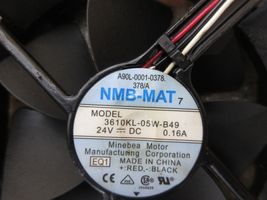 A90L-0001-0378.
378/A
NMB-MAT 7
MODEL
3610KL-05W-B49
24V DC 0.16A
Minebea Motor
Manufacturing Corporation
E01 MADE IN CHINA
+:RED,-:BLACK